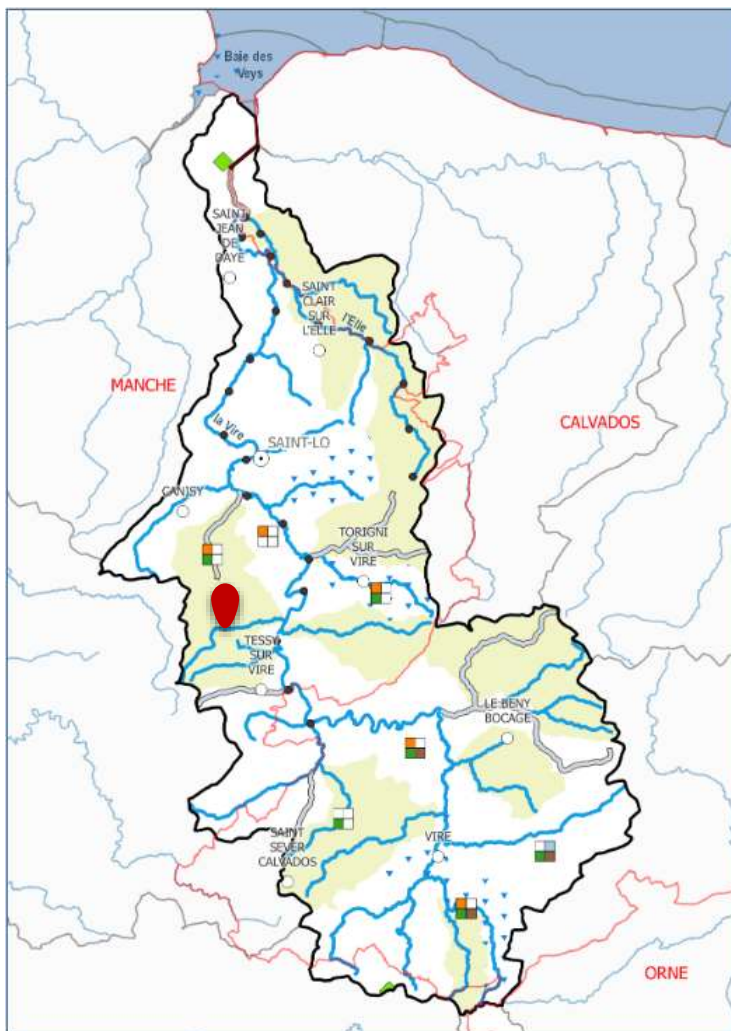 Baie des
Veys
SAINT
JEAN
DE
DAYE
SAINT
CLAIR
SUR
L'ELLE
l'Elle
MANCHE
CALVADOS
la Vire
SAINT-LO
CANISY
TORIGNI
SUR
VIRE
TESSY
SUR
VIRE
LE BENY
BOCAGE
SAINT
SEVER
CALVADOS
VIRE
ORNE